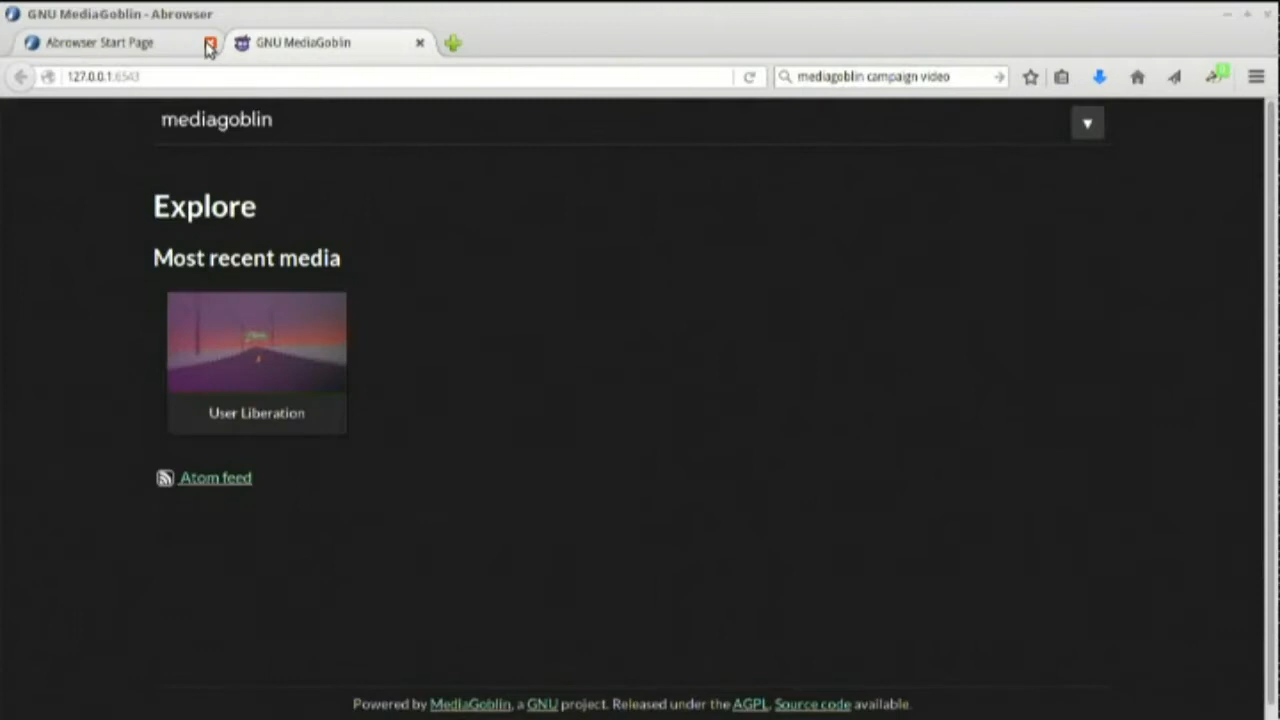 GNU MediaGoblin - Abrowser
Abrowser Start Page
GNU MediaGoblin
127.0.0.1:6543
mediagoblin campaign video
mediagoblin
Explore
Most recent media
User Liberation
Atom feed
Powered by MediaGoblin, a GNU project. Released under the AGPL. Source code available.